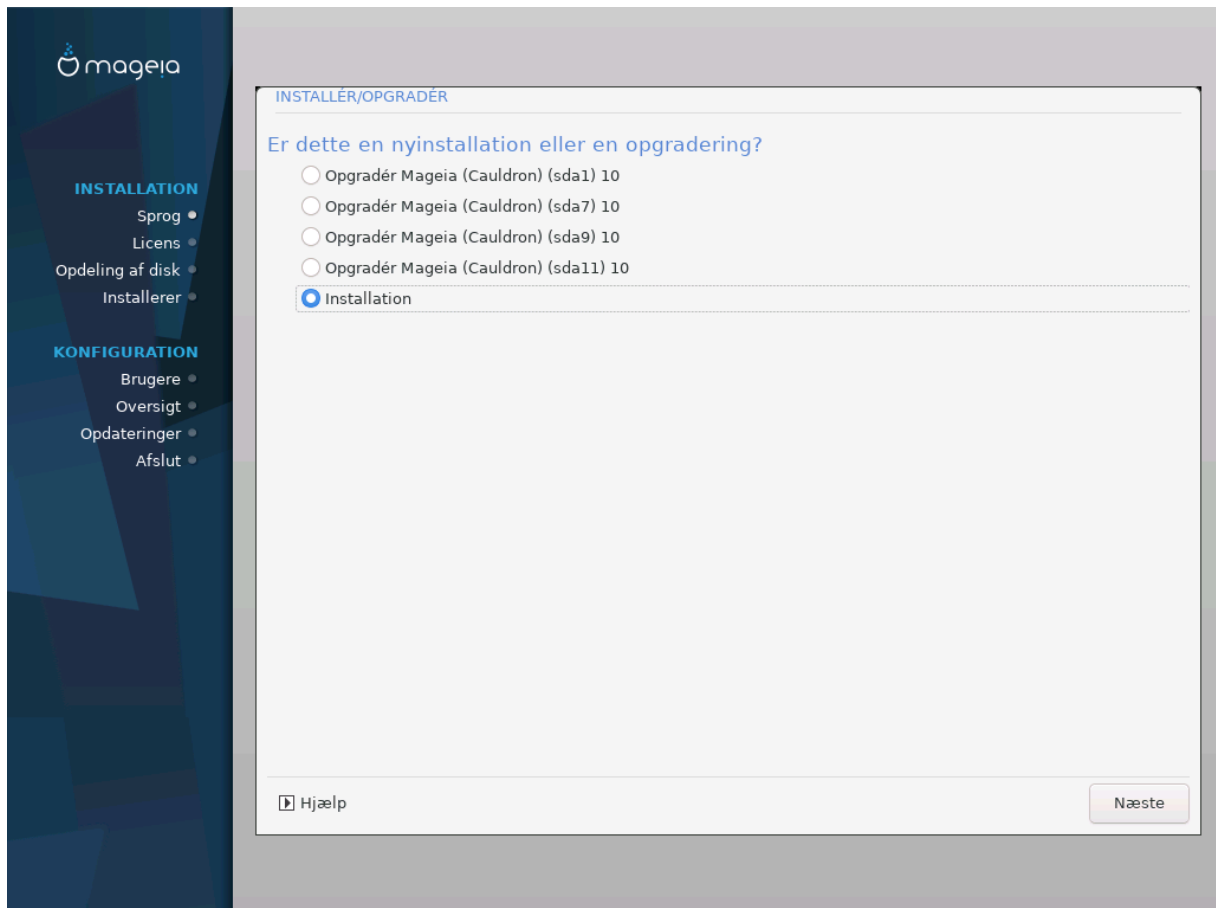 mageia
INSTALLATION
Sprog
Licens
Opdeling af disk
Installerer
KONFIGURATION
Brugere
Oversigt
Opdateringer
Afslut
INSTALLÉR/OPGRADÉR
Er dette en nyinstallation eller en opgradering?
Opgradér Mageia (Cauldron) (sda1) 10
Opgradér Mageia (Cauldron) (sda7) 10
Opgradér Mageia (Cauldron) (sda9) 10
Opgradér Mageia (Cauldron) (sda11) 10
Installation
Hjælp
Næste